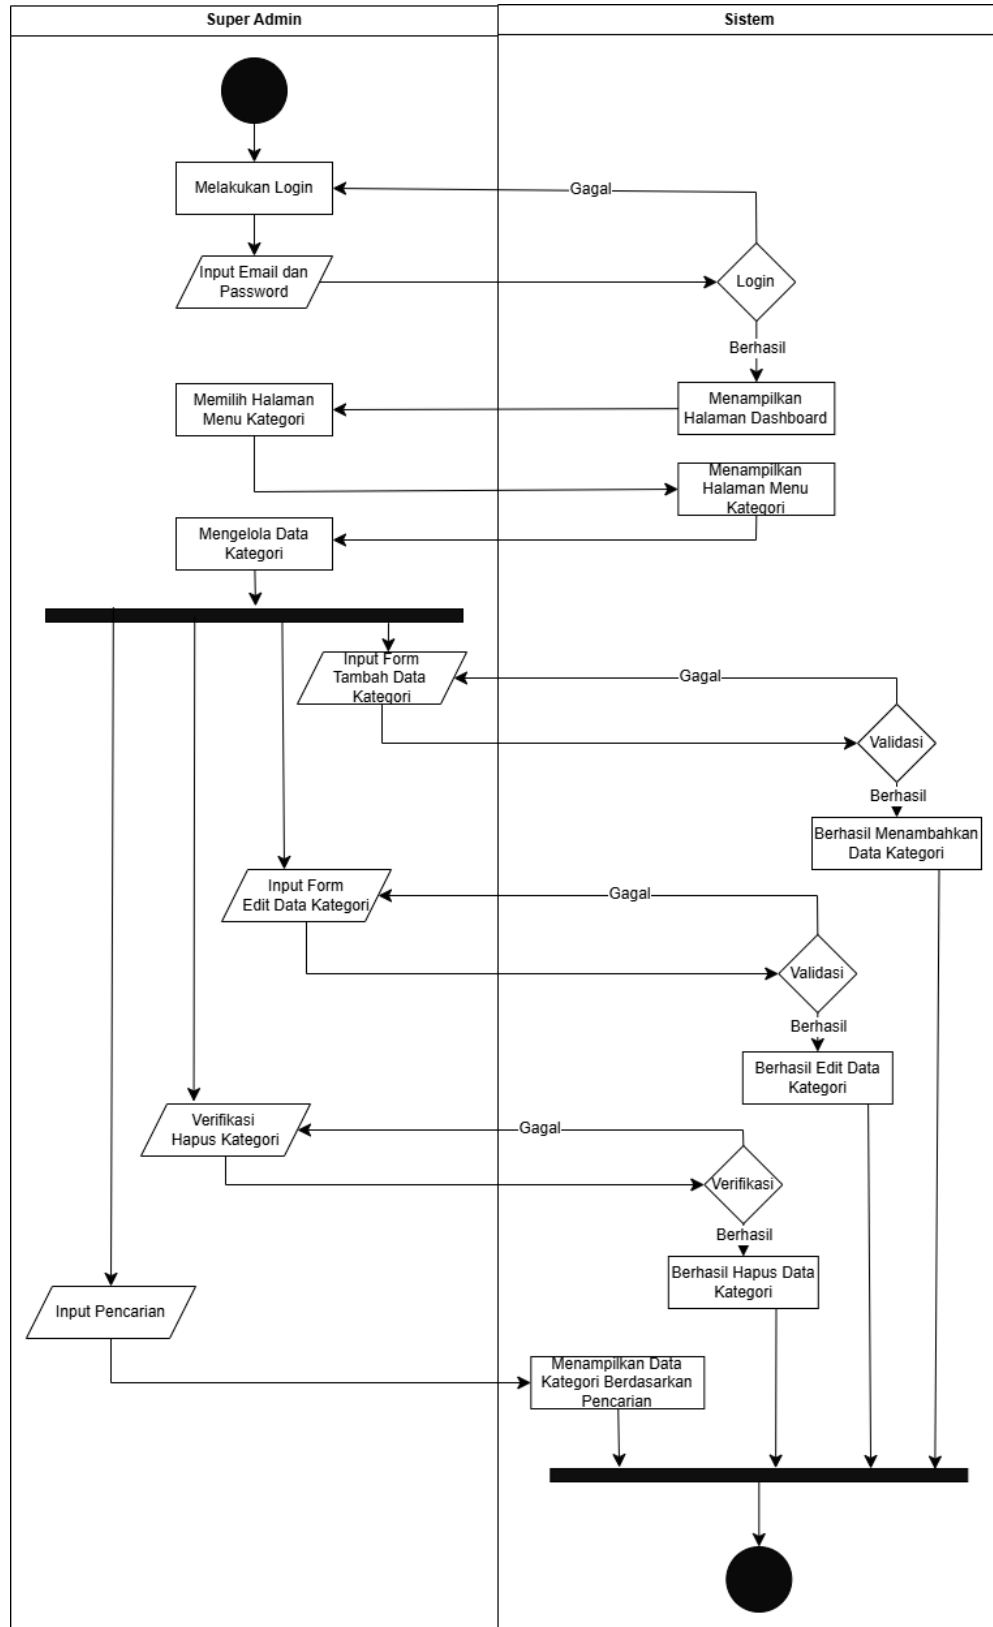 Super Admin
Sistem
Melakukan Login
Gagal
Input Email dan
Password
Login
Berhasil
Memilih Halaman
Menu Kategori
Menampilkan
Halaman Dashboard
Menampilkan
Halaman Menu
Kategori
Mengelola Data
Kategori
Input Form
Tambah Data
Kategori
Gagal
Validasi
Berhasil
Berhasil Menambahkan
Data Kategori
Input Form
Edit Data Kategori
Gagal
Validasi
Berhasil
Berhasil Edit Data
Kategori
Verifikasi
Hapus Kategori
Gagal
Verifikasi
Berhasil
Berhasil Hapus Data
Kategori
Input Pencarian
Menampilkan Data
Kategori Berdasarkan
Pencarian